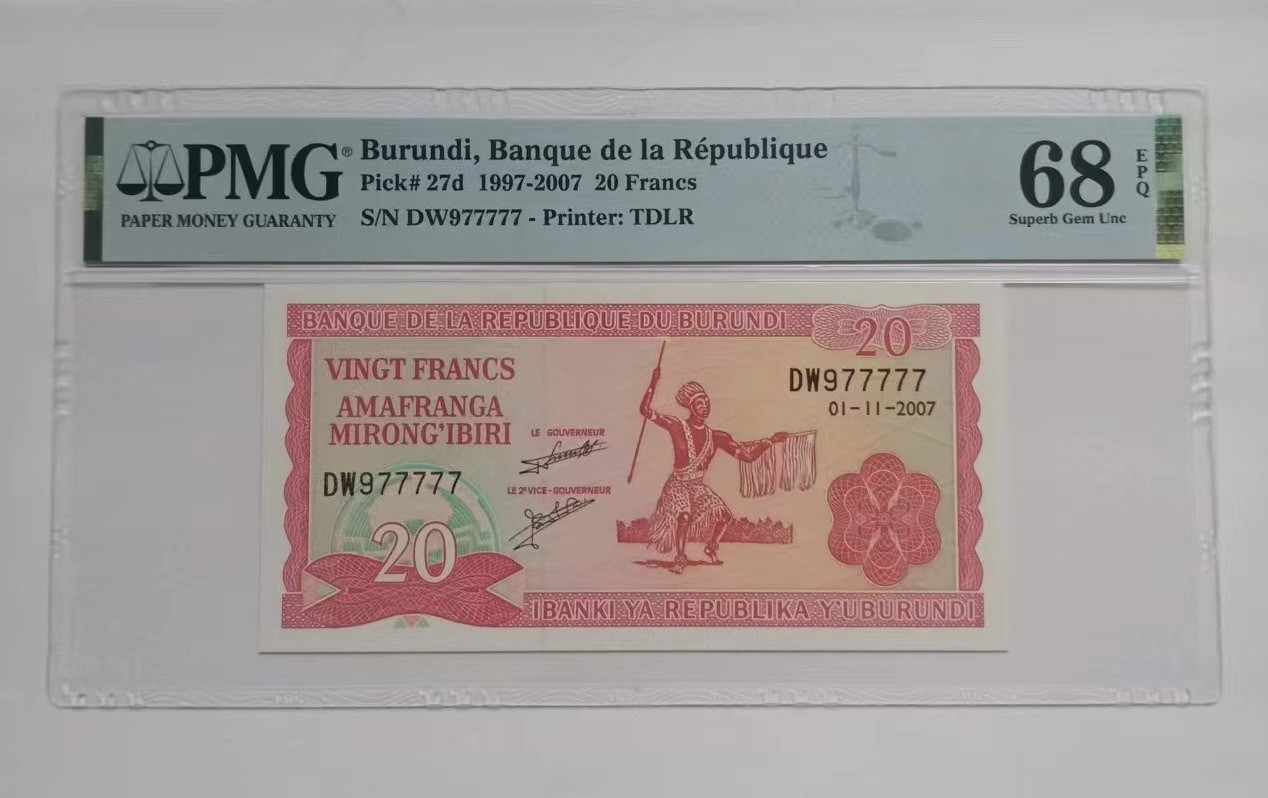 PMG®
PAPER MONEY GUARANTY
Burundi, Banque de la République
Pick# 27d 1997-2007 20 Francs
S/N DW977777 - Printer: TDLR
68
EPQ
Superb Gem Unc
BANQUE DE LA REPUBLIQUE DU BURUNDI
20
VINGT FRANCS
AMAFRANGA
MIRONG'IBIRI
DW977777
01-11-2007
LE GOUVERNEUR
LE 2E VICE-GOUVERNEUR
DW977777
20
IBANKI YA REPUBLIKA Y'UBURUNDI
PMG